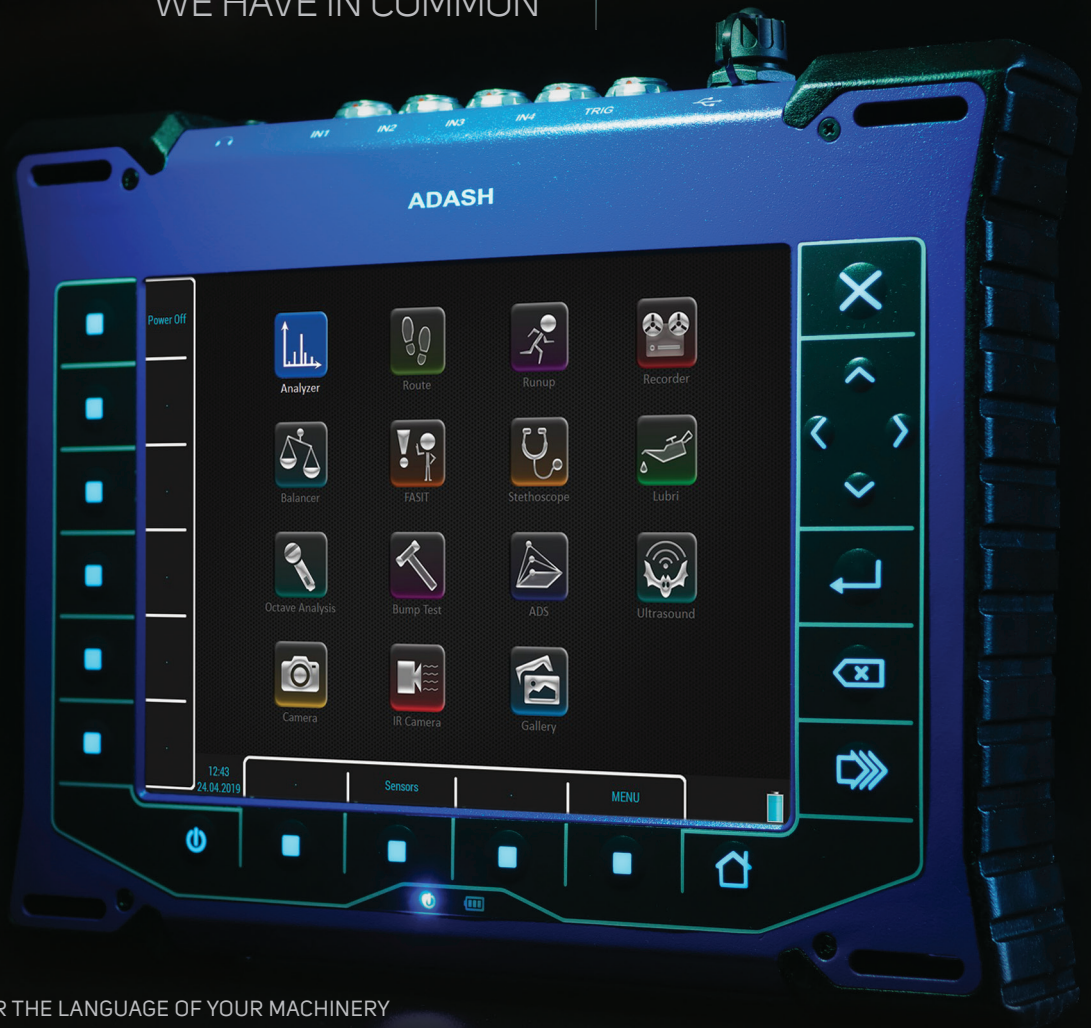 WE HAVE IN COMMON
IN1 IN2 IN3 IN4 TRIG
ADASH
Power Off
Analyzer Route Runup Recorder
Balancer FASIT Stethoscope Lubri
Octave Analysis Bump Test ADS Ultrasound
Camera IR Camera Gallery
12:43
24.04.2019
Sensors MENU
THE LANGUAGE OF YOUR MACHINERY